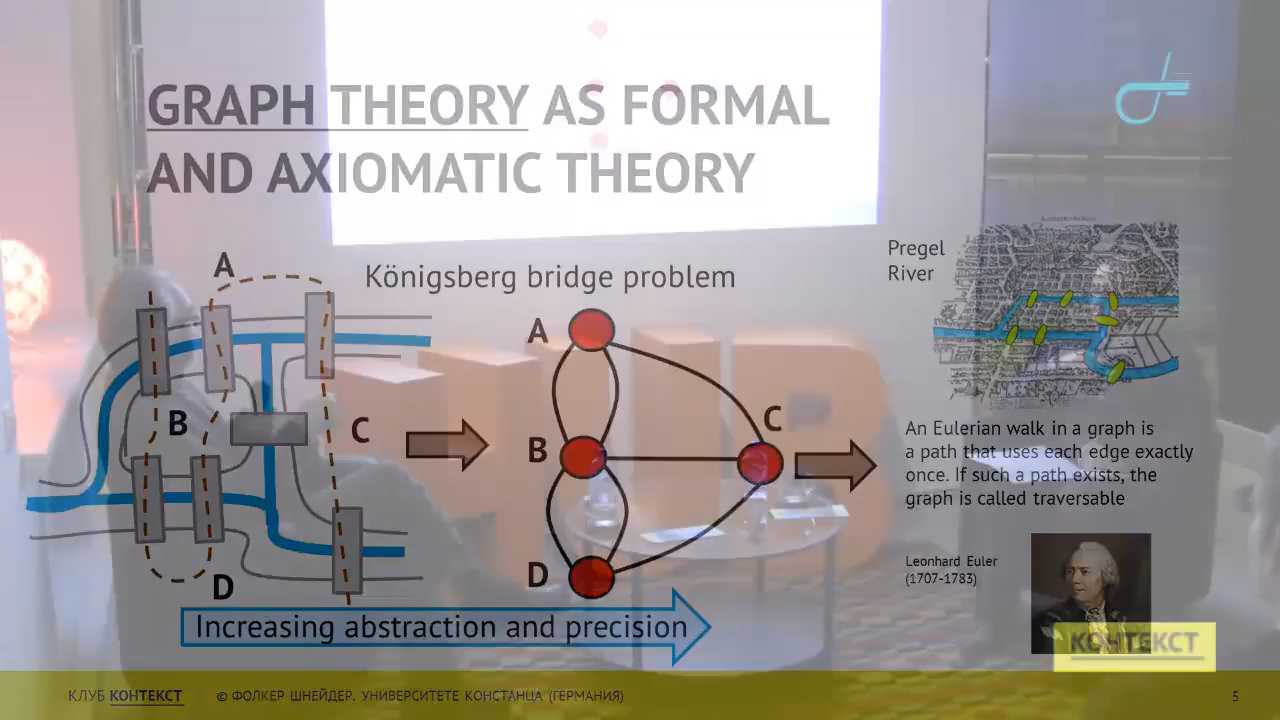 GRAPH THEORY AS FORMAL
AND AXIOMATIC THEORY
Königsberg bridge problem
Pregel
River
A
B
C
D
A
B
C
D
An Eulerian walk in a graph is
a path that uses each edge exactly
once. If such a path exists, the
graph is called traversable
Leonhard Euler
(1707-1783)
Increasing abstraction and precision
КОНТЕКСТ
КЛУБ КОНТЕКСТ © ФОЛКЕР ШНЕЙДЕР. УНИВЕРСИТЕТЕ КОНСТАНЦА (ГЕРМАНИЯ) 5